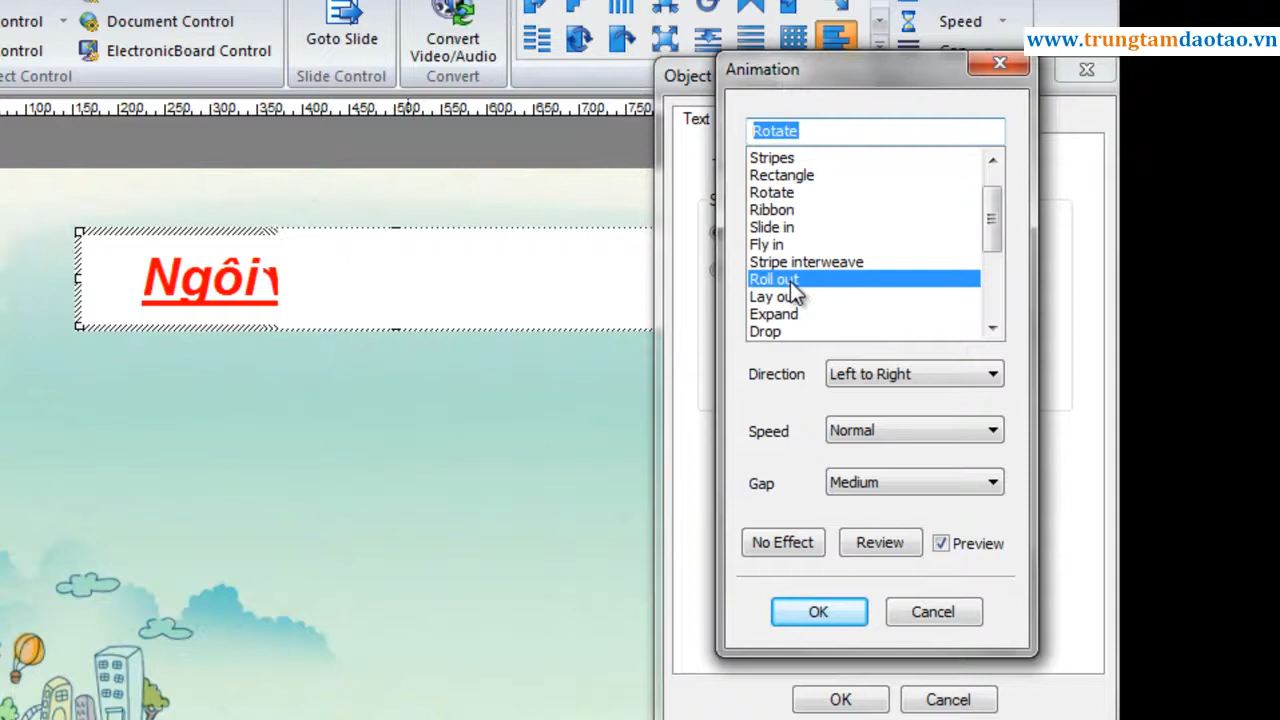 www.trungtamdaotao.vn
ontrol
Document Control
ontrol
ElectronicBoard Control
ect Control
Goto Slide
Slide Control
Convert
Video/Audio
Convert
Speed
100
150
200
250
300
350
400
450
500
550
600
650
700
750
Object
Text
Animation
Rotate
Stripes
Rectangle
Rotate
Ribbon
Slide in
Fly in
Stripe interweave
Roll out
Lay ou
Expand
Drop
Direction
Left to Right
Speed
Normal
Gap
Medium
No Effect
Review
Preview
OK
Cancel
OK
Cancel
Ngôi